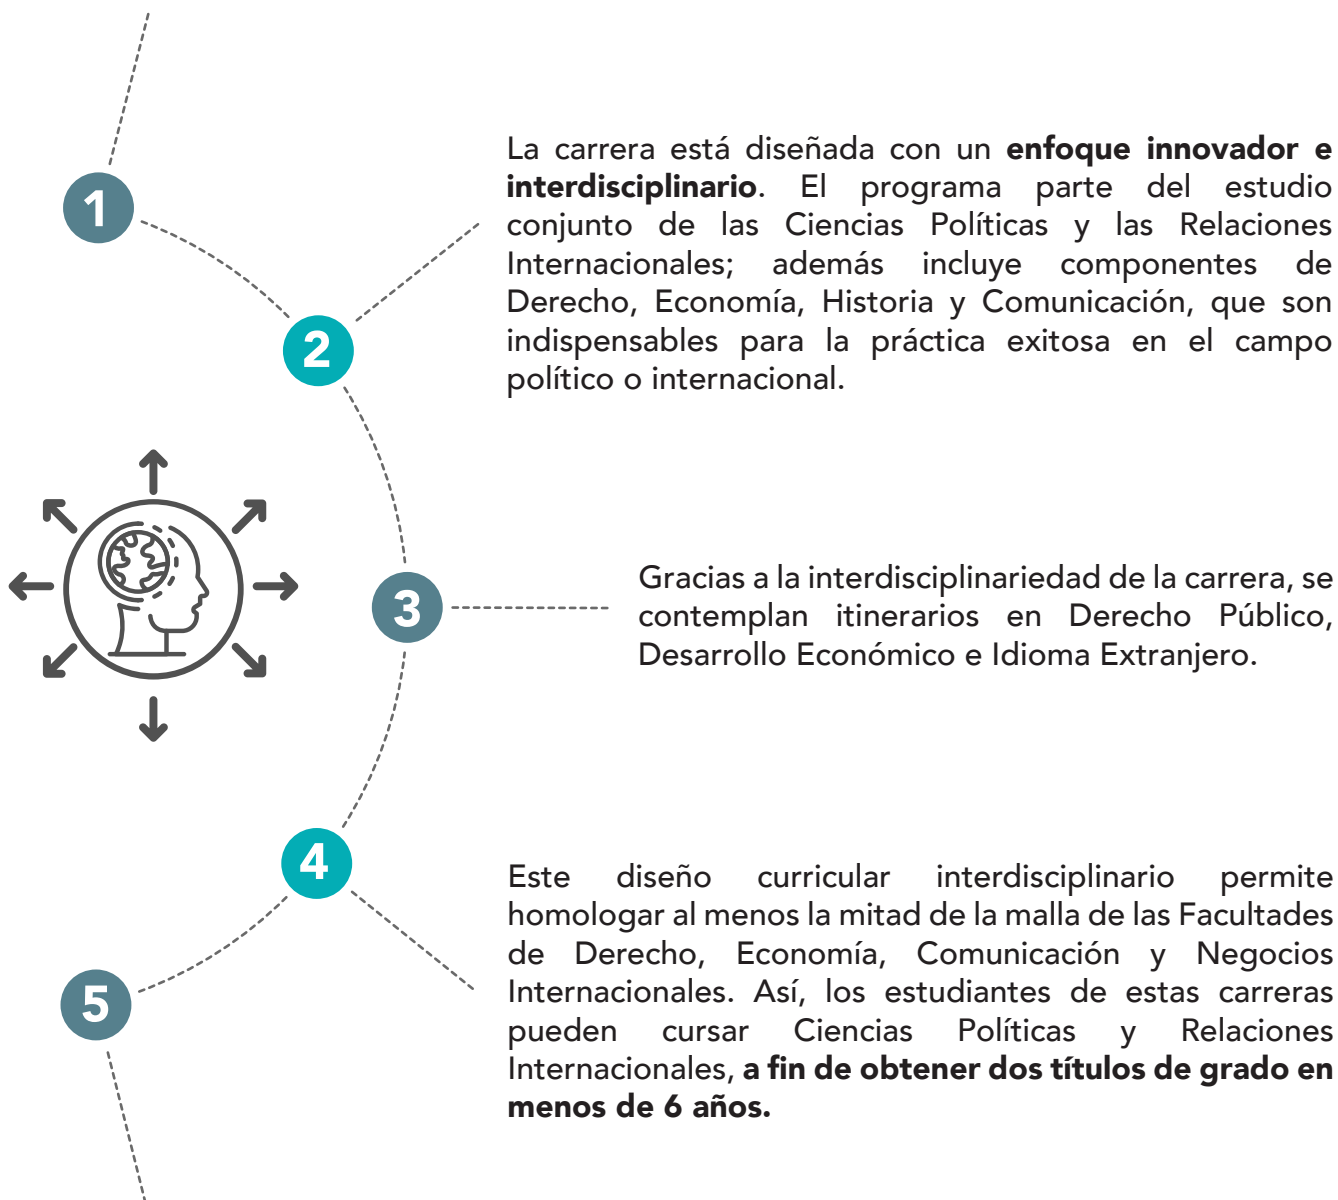 1
La carrera está diseñada con un enfoque innovador e
interdisciplinario. El programa parte del estudio
conjunto de las Ciencias Políticas y las Relaciones
Internacionales; además incluye componentes de
Derecho, Economía, Historia y Comunicación, que son
indispensables para la práctica exitosa en el campo
político o internacional.
2
Gracias a la interdisciplinariedad de la carrera, se
contemplan itinerarios en Derecho Público,
Desarrollo Económico e Idioma Extranjero.
3
4
Este diseño curricular interdisciplinario permite
homologar al menos la mitad de la malla de las Facultades
de Derecho, Economía, Comunicación y Negocios
Internacionales. Así, los estudiantes de estas carreras
pueden cursar Ciencias Políticas y Relaciones
Internacionales, a fin de obtener dos títulos de grado en
menos de 6 años.
5